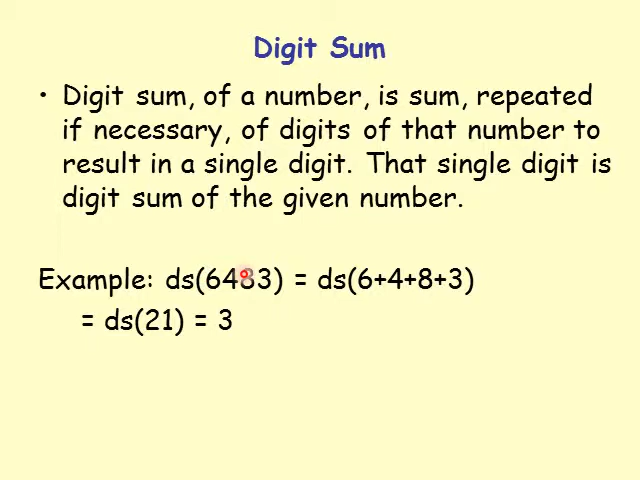 Digit Sum
• Digit sum, of a number, is sum, repeated
if necessary, of digits of that number to
result in a single digit. That single digit is
digit sum of the given number.
Example: ds(6483) = ds(6+4+8+3)
= ds(21) = 3